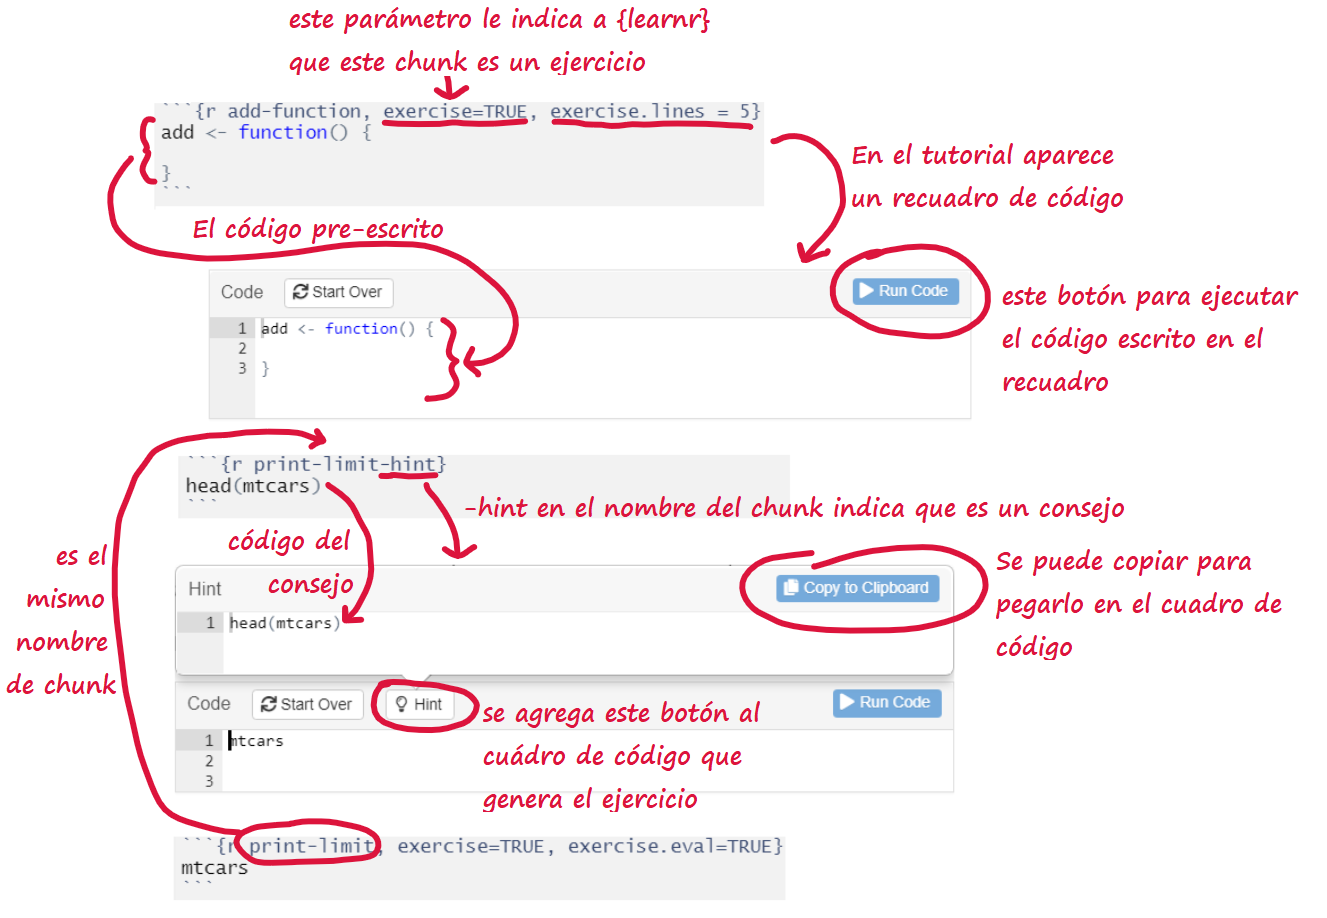 este parámetro le indica a {learnr}
que este chunk es un ejercicio
```{r add-function, exercise=TRUE, exercise.lines = 5}
add <- function() {
}
```
En el tutorial aparece
un recuadro de código
El código pre-escrito
Code Start Over Run Code
1 add <- function() {
2
3 }
este botón para ejecutar
el código escrito en el
recuadro
```{r print-limit-hint}
head(mtcars)
```
-hint en el nombre del chunk indica que es un consejo
código del
consejo
es el
mismo
nombre
de chunk
Hint Copy to Clipboard
1 head(mtcars)
Se puede copiar para
pegarlo en el cuadro de
código
Code Start Over Hint Run Code
1 mtcars
2
3
se agrega este botón al
cuádro de código que
genera el ejercicio
```{r print-limit, exercise=TRUE, exercise.eval=TRUE}
mtcars
```